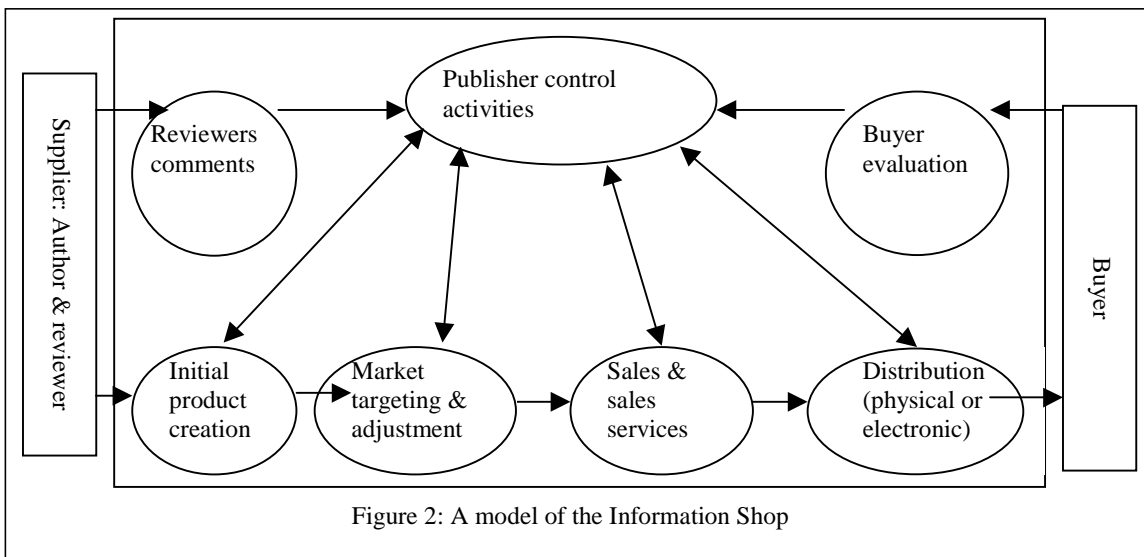 Supplier: Author & reviewer
Reviewers
comments
Publisher control
activities
Buyer
evaluation
Buyer
Initial
product
creation
Market
targeting &
adjustment
Sales &
sales
services
Distribution
(physical or
electronic)
Figure 2: A model of the Information Shop